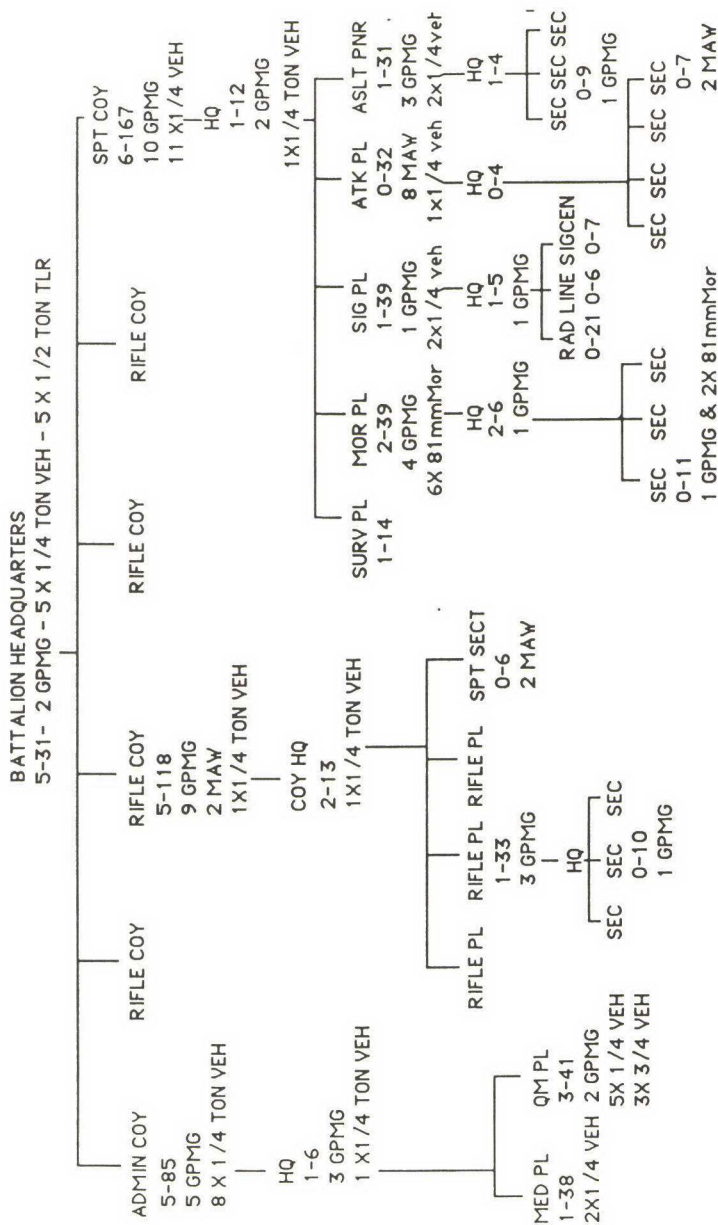 BATTALION HEADQUARTERS
5-31- 2 GPMG - 5 X 1/4 TON VEH - 5 X 1/2 TON TLR
ADMIN COY
5-85
5 GPMG
8 X 1/4 TON VEH
HQ
1-6
3 GPMG
1 X1/4 TON VEH
MED PL
1-38
2X1/4 VEH
QM PL
3-41
2 GPMG
5X 1/4 VEH
3X 3/4 VEH
RIFLE COY
RIFLE COY
5-118
9 GPMG
2 MAW
1X1/4 TON VEH
COY HQ
2-13
1X1/4 TON VEH
RIFLE PL
RIFLE PL
1-33
3 GPMG
HQ
SEC
SEC
SEC
0-10
1 GPMG
RIFLE PL
SPT SECT
0-6
2 MAW
RIFLE COY
RIFLE COY
SPT COY
6-167
10 GPMG
11 X1/4 VEH
HQ
1-12
2 GPMG
1X1/4 TON VEH
SURV PL
1-14
MOR PL
2-39
4 GPMG
6X 81mmMor
HQ
2-6
1 GPMG
SEC
SEC
SEC
0-11
1 GPMG & 2X 81mmMor
SIG PL
1-39
1 GPMG
2x1/4 veh
HQ
1-5
1 GPMG
RAD LINE SIGCEN
0-21 0-6 0-7
ATK PL
0-32
8 MAW
1x1/4 veh
HQ
0-4
SEC
SEC
SEC
SEC
SEC
0-7
2 MAW
ASLT PNR
1-31
3 GPMG
2x1/4veh
HQ
1-4
SEC SEC SEC
0-9
1 GPMG